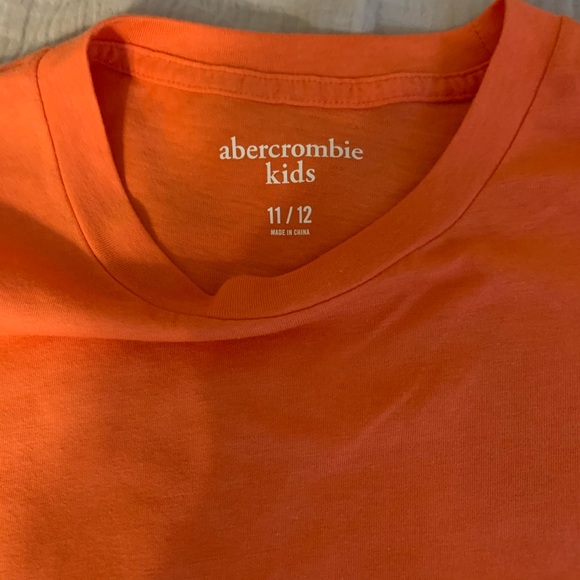 abercrombie
kids
11 / 12
MADE IN CHINA